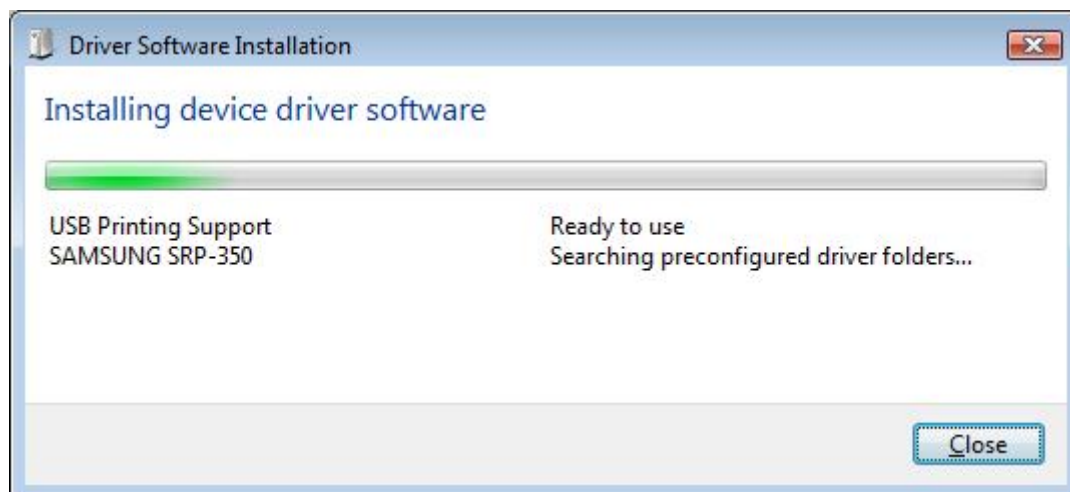 Driver Software Installation
Installing device driver software
USB Printing Support Ready to use
SAMSUNG SRP-350 Searching preconfigured driver folders...
Close